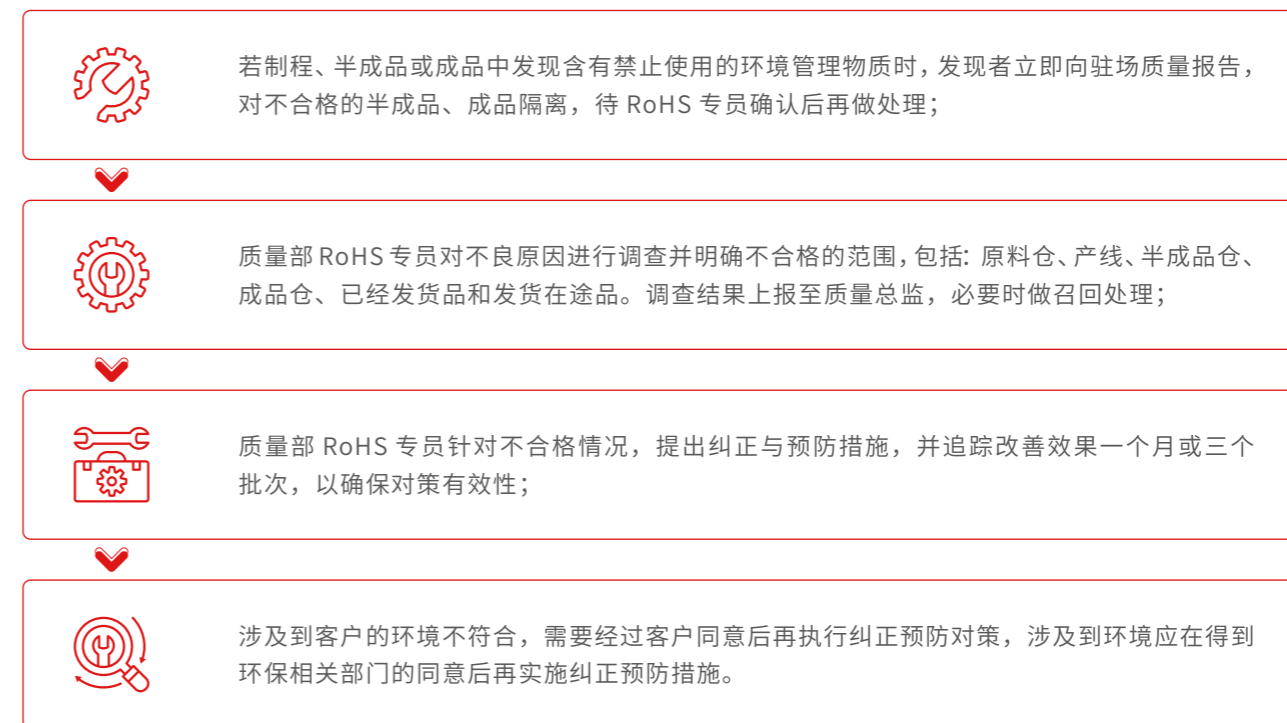 若制程、半成品或成品中发现含有禁止使用的环境管理物质时，发现者立即向驻场质量报告，
对不合格的半成品、成品隔离，待 RoHS 专员确认后再做处理；
质量部 RoHS 专员对不良原因进行调查并明确不合格的范围，包括：原料仓、产线、半成品仓、
成品仓、已经发货品和发货在途品。调查结果上报至质量总监，必要时做召回处理；
质量部 RoHS 专员针对不合格情况，提出纠正与预防措施，并追踪改善效果一个月或三个
批次，以确保对策有效性；
涉及到客户的环境不符合，需要经过客户同意后再执行纠正预防对策，涉及到环境应在得到
环保相关部门的同意后再实施纠正预防措施。